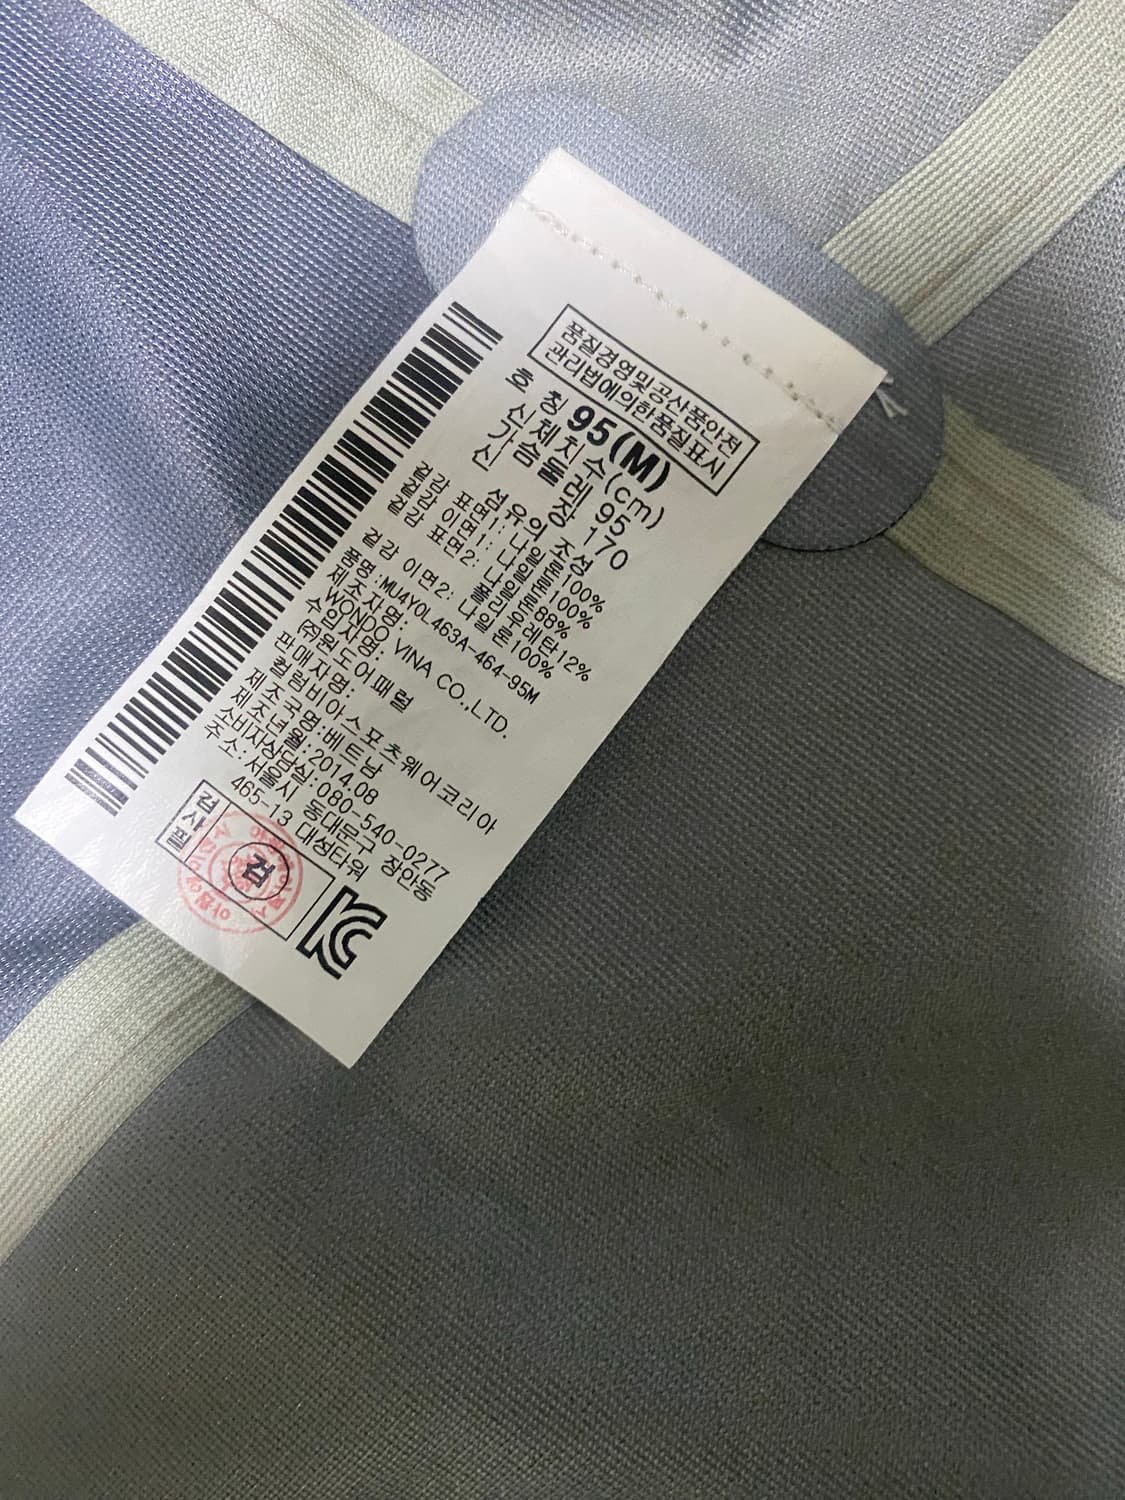 품질경영및공산품안전
관리법에의한품질표시
호 칭 95(M)
신체치수(cm)
가슴둘레 95
신 장 170
섬유의 조성
겉감 표면1: 나일론100%
겉감 이면1: 나일론100%
겉감 표면2: 나일론88%
폴리우레탄12%
겉감 이면2: 나일론100%
품명:MU4YOL463A-464-95M
제조자명:
WONDO VINA CO.,LTD.
수입자명:
㈜원도어패럴
판매자명:
컬럼비아스포츠웨어코리아
제조국명:베트남
제조년월:2014.08
소비자상담실:080-540-0277
주소:서울시 동대문구 장안동
465-13 대성타워
검사필
검
KC